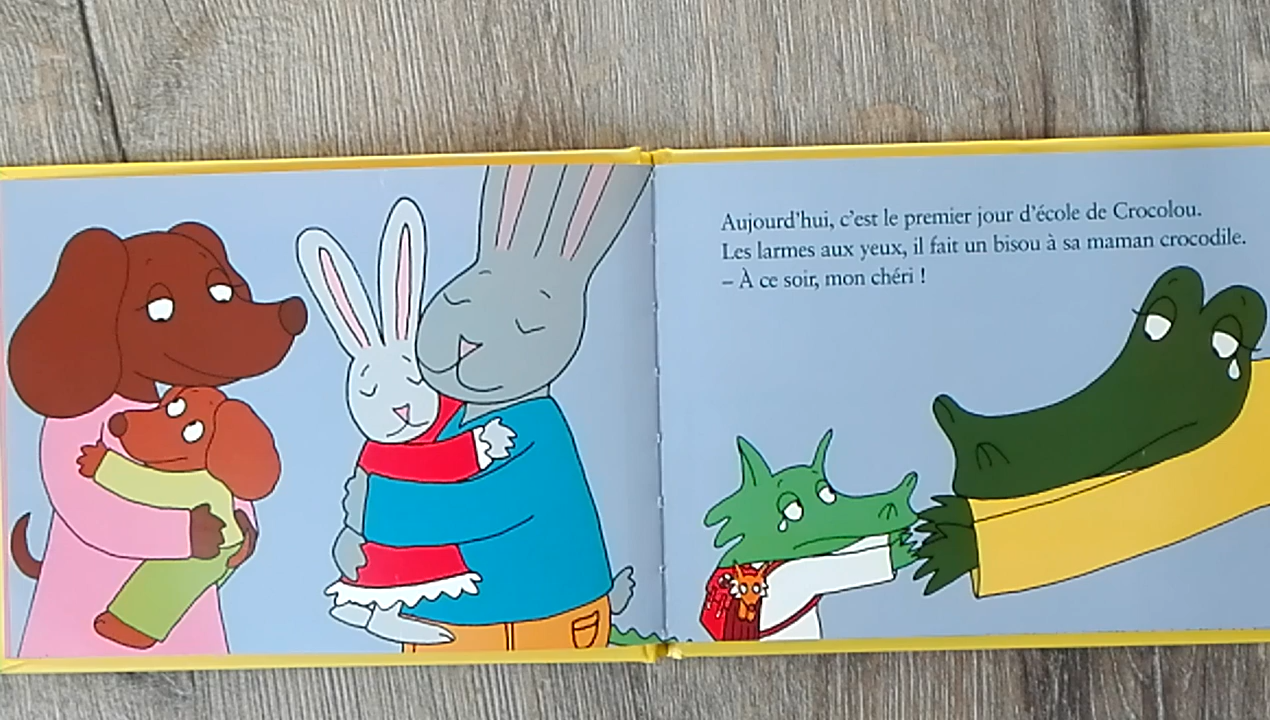 Aujourd'hui, c'est le premier jour d'école de Crocolou.
Les larmes aux yeux, il fait un bisou à sa maman crocodile.
– À ce soir, mon chéri !